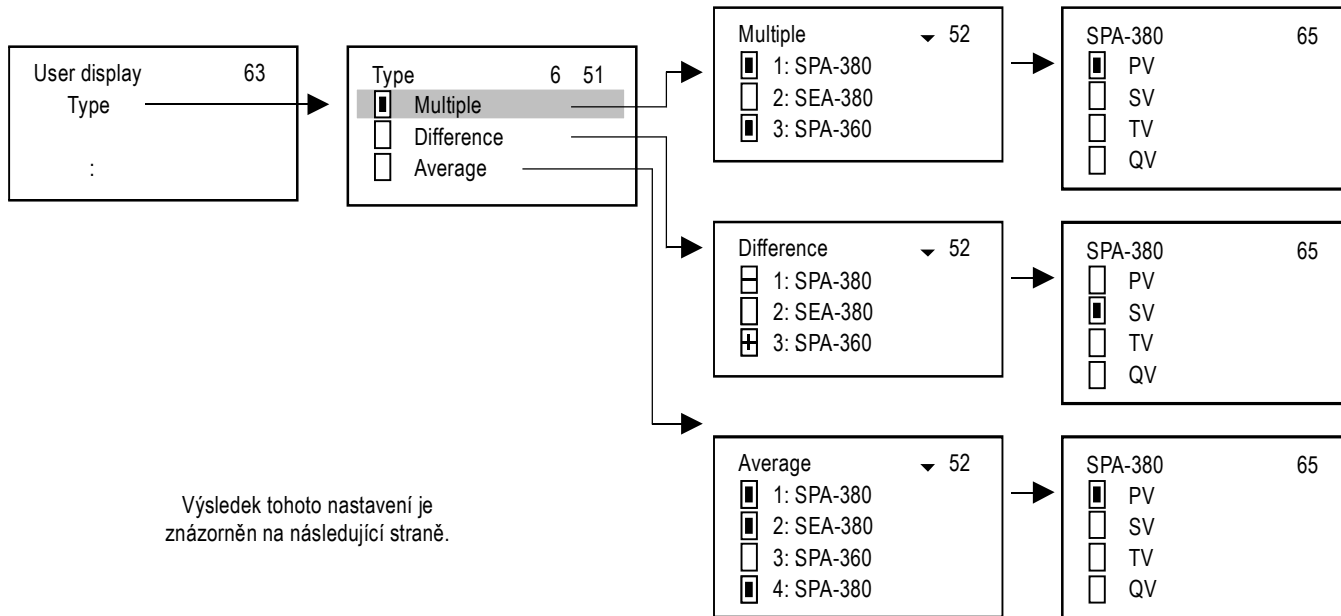 User display 63
Type
:
Type 6 51
Multiple
Difference
Average
Multiple 52
1: SPA-380
2: SEA-380
3: SPA-360
SPA-380 65
PV
SV
TV
QV
Difference 52
1: SPA-380
2: SEA-380
3: SPA-360
SPA-380 65
PV
SV
TV
QV
Average 52
1: SPA-380
2: SEA-380
3: SPA-360
4: SPA-380
SPA-380 65
PV
SV
TV
QV
Výsledek tohoto nastavení je
znázorněn na následující straně.